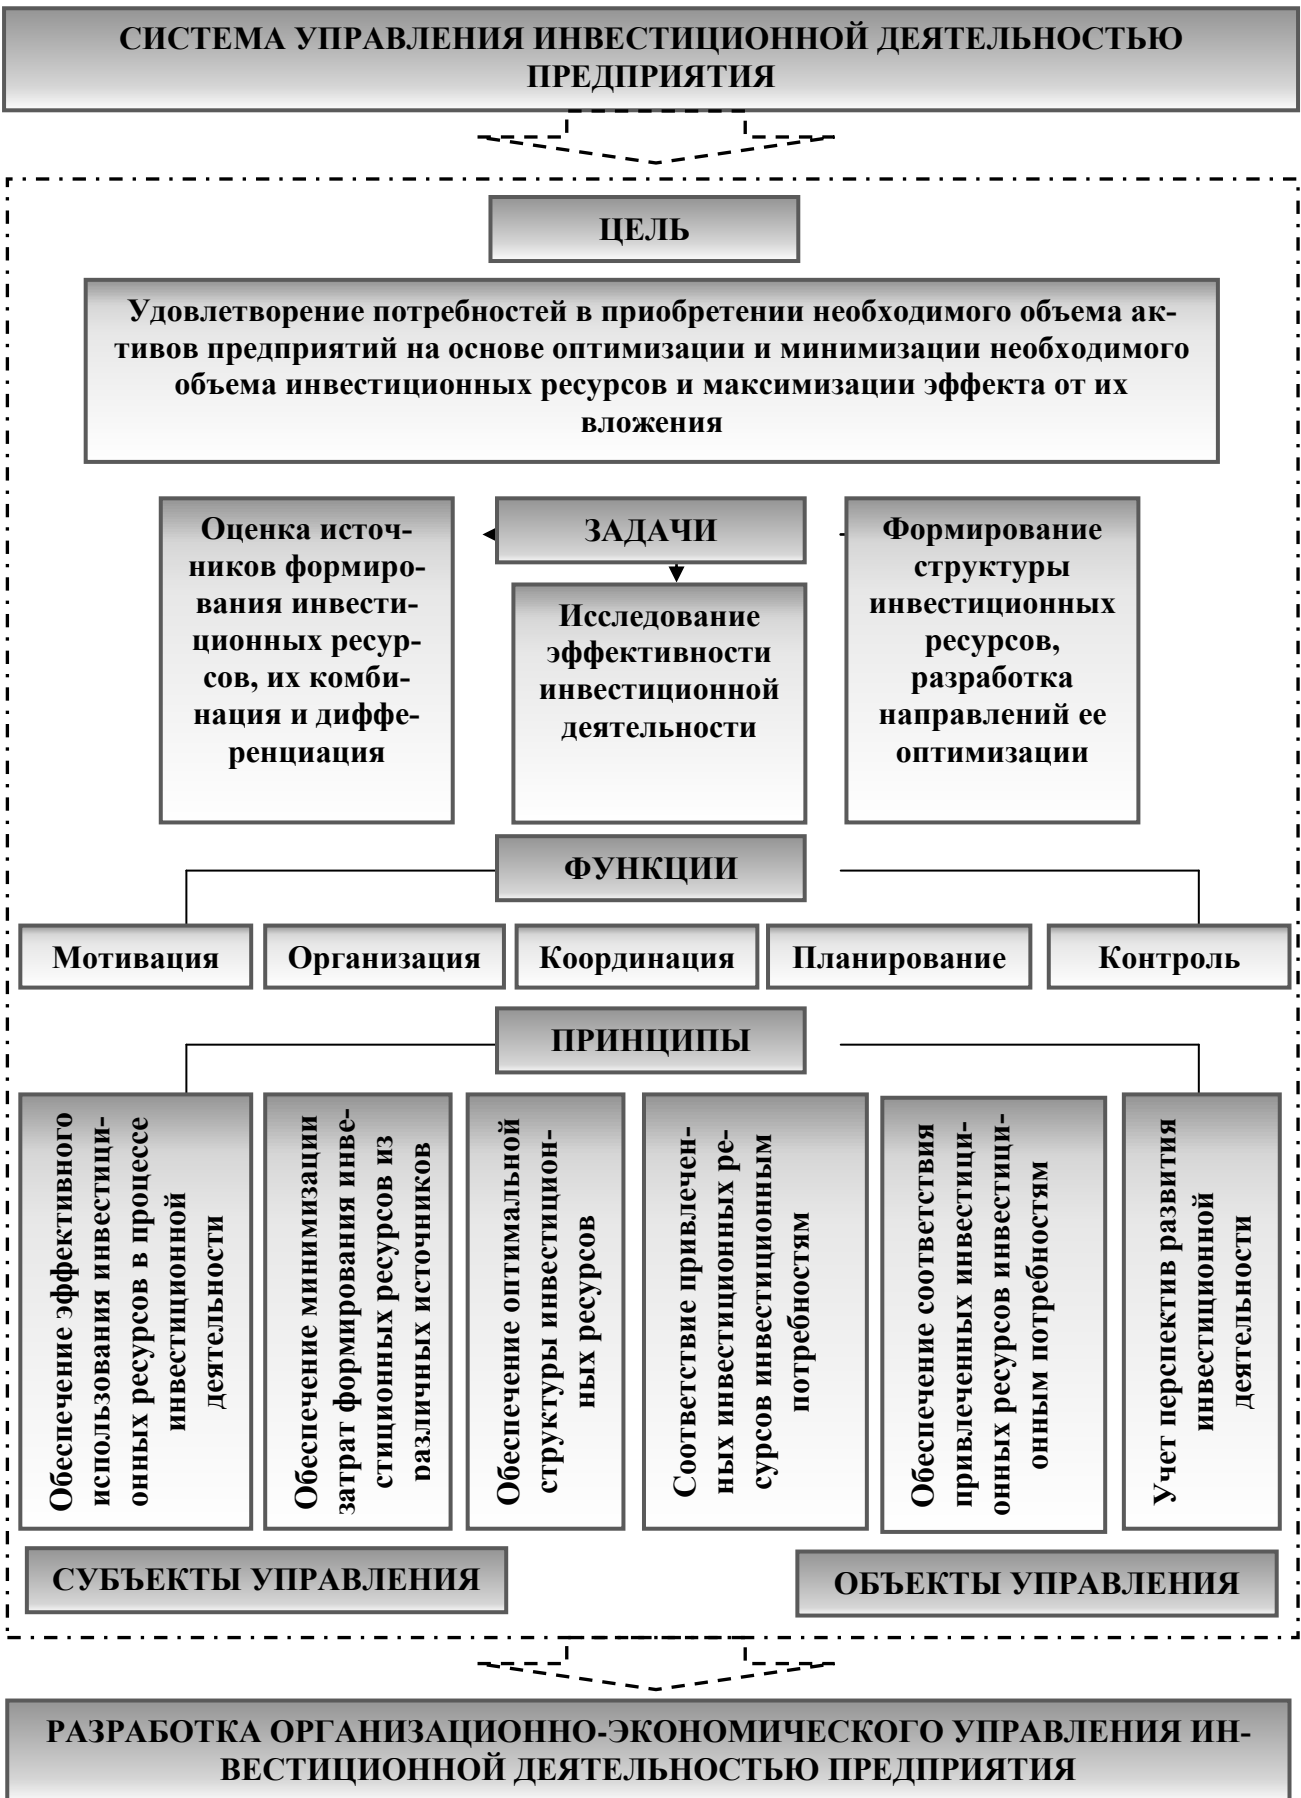 СИСТЕМА УПРАВЛЕНИЯ ИНВЕСТИЦИОННОЙ ДЕЯТЕЛЬНОСТЬЮ
ПРЕДПРИЯТИЯ
ЦЕЛЬ
Удовлетворение потребностей в приобретении необходимого объема ак-
тивов предприятий на основе оптимизации и минимизации необходимого
объема инвестиционных ресурсов и максимизации эффекта от их
вложения
ЗАДАЧИ
Оценка источ-
ников формиро-
вания инвести-
ционных ресур-
сов, их комби-
нация и диффе-
ренциация
Исследование
эффективности
инвестиционной
деятельности
Формирование
структуры
инвестиционных
ресурсов,
разработка
направлений ее
оптимизации
ФУНКЦИИ
Мотивация
Организация
Координация
Планирование
Контроль
ПРИНЦИПЫ
Обеспечение эффективного
использования инвестици-
онных ресурсов в процессе
инвестиционной
деятельности
Обеспечение минимизации
затрат формирования инве-
стиционных ресурсов из
различных источников
Обеспечение оптимальной
структуры инвестицион-
ных ресурсов
Соответствие привлечен-
ных инвестиционных ре-
сурсов инвестиционным
потребностям
Обеспечение соответствия
привлеченных инвестици-
онных ресурсов инвестици-
онным потребностям
Учет перспектив развития
инвестиционной
деятельности
СУБЪЕКТЫ УПРАВЛЕНИЯ
ОБЪЕКТЫ УПРАВЛЕНИЯ
РАЗРАБОТКА ОРГАНИЗАЦИОННО-ЭКОНОМИЧЕСКОГО УПРАВЛЕНИЯ ИН-
ВЕСТИЦИОННОЙ ДЕЯТЕЛЬНОСТЬЮ ПРЕДПРИЯТИЯ